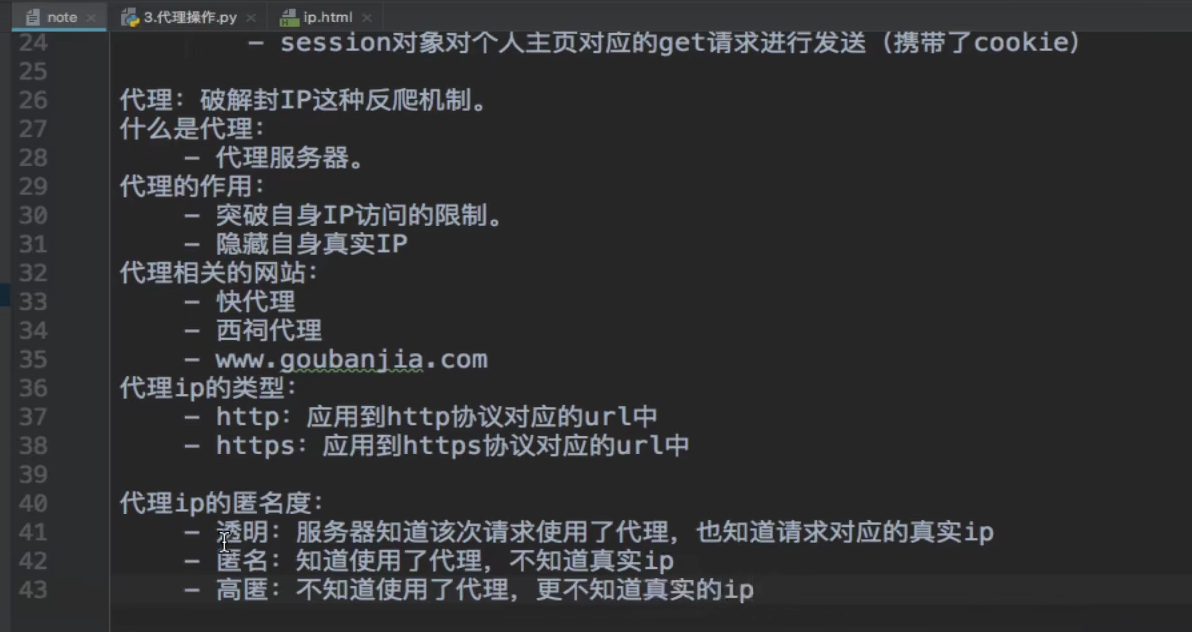 note
3.代理操作.py
ip.html
24 – session对象对个人主页对应的get请求进行发送（携带了cookie）
25
26 代理：破解封IP这种反爬机制。
27 什么是代理：
28 – 代理服务器。
29 代理的作用：
30 – 突破自身IP访问的限制。
31 – 隐藏自身真实IP
32 代理相关的网站：
33 – 快代理
34 – 西祠代理
35 – www.goubanjia.com
36 代理ip的类型：
37 – http：应用到http协议对应的url中
38 – https：应用到https协议对应的url中
39
40 代理ip的匿名度：
41 – 透明：服务器知道该次请求使用了代理，也知道请求对应的真实ip
42 – 匿名：知道使用了代理，不知道真实ip
43 – 高匿：不知道使用了代理，更不知道真实的ip